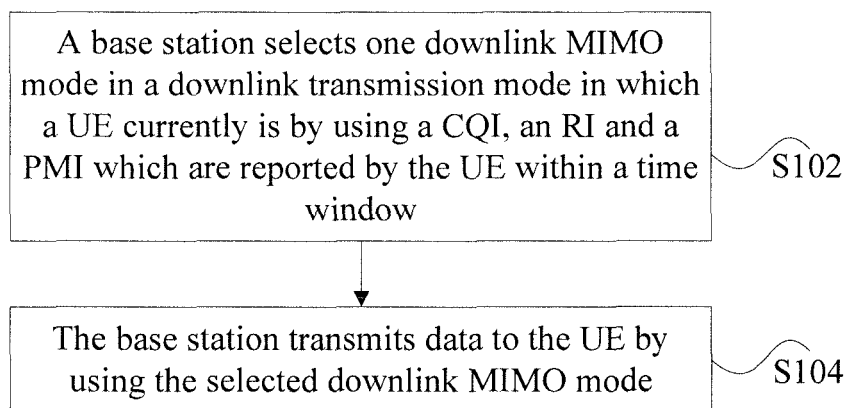 A base station selects one downlink MIMO
mode in a downlink transmission mode in which
a UE currently is by using a CQI, an RI and a
PMI which are reported by the UE within a time
window
S102
The base station transmits data to the UE by
using the selected downlink MIMO mode
S104